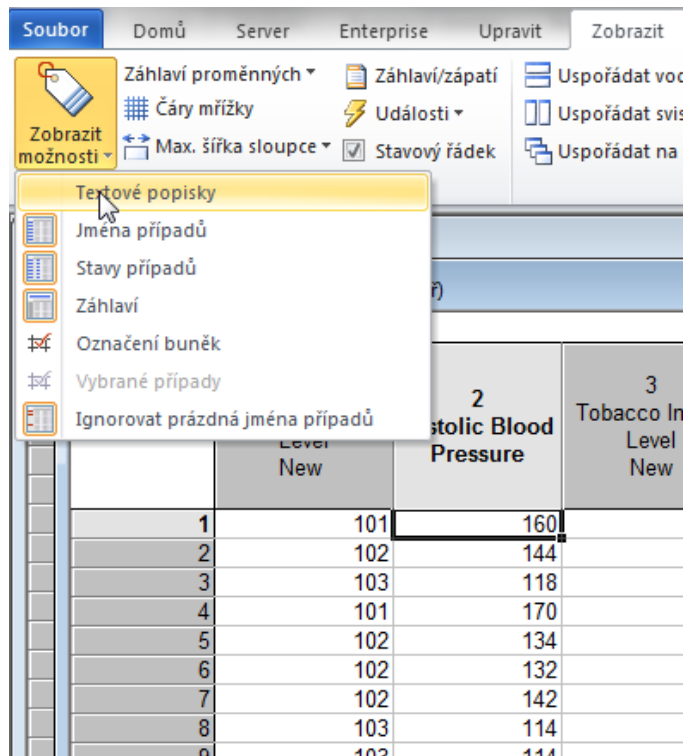 Soubor Domů Server Enterprise Upravit Zobrazit
Záhlaví proměnných Záhlaví/zápatí Uspořádat
Čáry mřížky Události Uspořádat
Zobrazit
možnosti Max. šířka sloupce Stavový řádek Uspořádat na
Textové popisky
Jména případů
Stavy případů
Záhlaví
Označení buněk
Vybrané případy
Ignorovat prázdná jména případů
2 3
stolic Blood Tobacco In
Level Pressure Level
New New
1 101 160
2 102 144
3 103 118
4 101 170
5 102 134
6 102 132
7 102 142
8 103 114
9 103 114